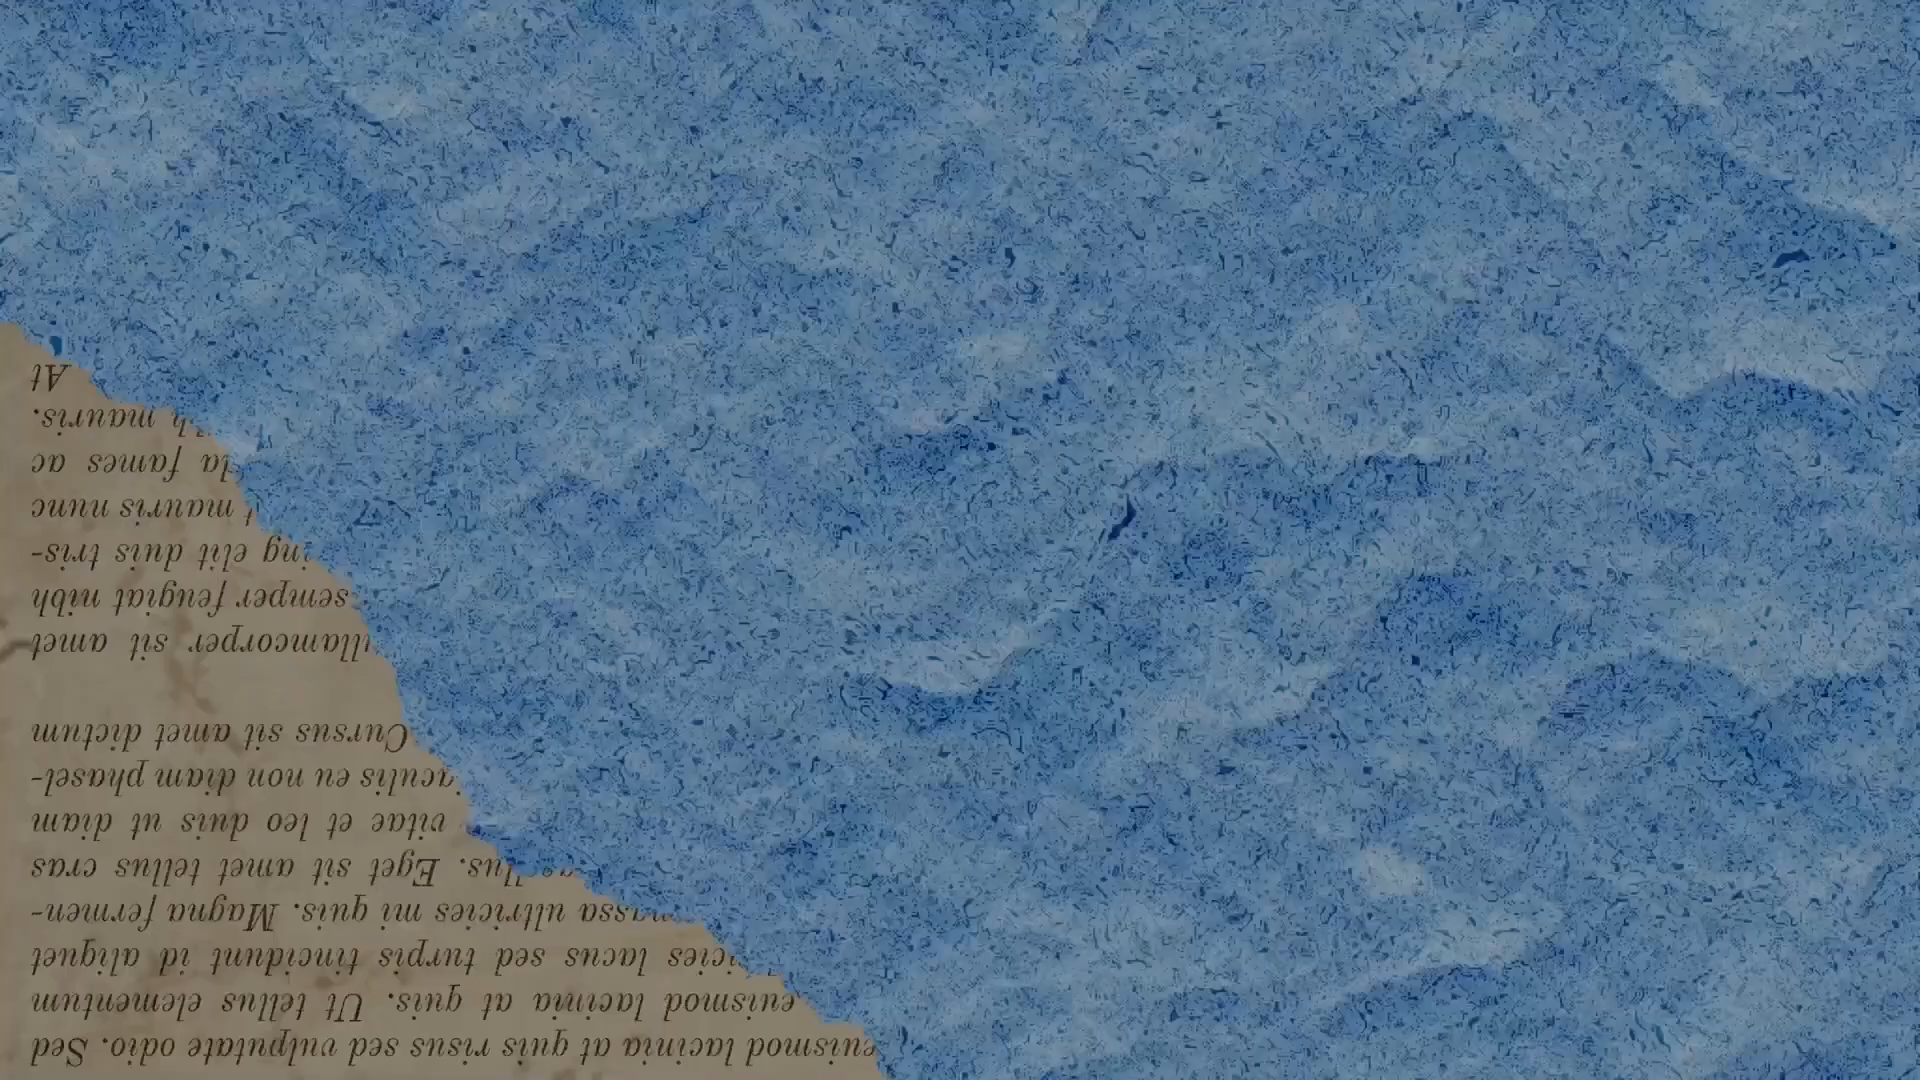 euismod lacinia at quis risus sed vulputate odio. Sed
euismod lacinia at quis. Ut tellus elementum
lacus sed turpis tincidunt id aliquet
massa ultricies mi quis. Magna fermen-
Eget sit amet tellus cras
vitae et leo duis ut diam
iaculis eu non diam phasel-
Cursus sit amet dictum
ullamcorper sit amet
semper feugiat nibh
elit duis tris-
mauris nunc
fames ac
mauris.
At